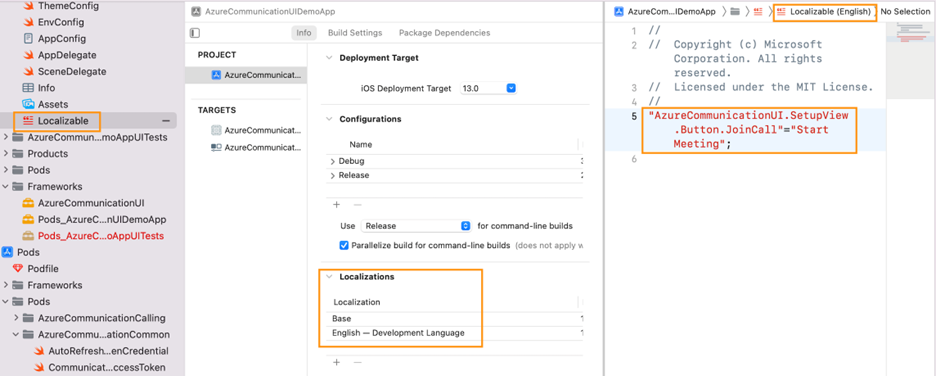 ThemeConfig
EnvConfig
AppConfig
AppDelegate
SceneDelegate
Info
Assets
Localizable
AzureCommun...moAppUITests
Products
Pods
Frameworks
AzureCommunicationUI
Pods_AzureC...nUIDemoApp
Pods_AzureC...oAppUITests
Pods
Podfile
Frameworks
Pods
AzureCommunicationCalling
AzureCommu...ationCommon
AutoRefresh...enCredential
Communicat...ccessToken
AzureCommunicationUIDemoApp
Info Build Settings Package Dependencies
PROJECT
AzureCommunicat...
TARGETS
AzureCommunicat...
AzureCommunicat...
Deployment Target
iOS Deployment Target 13.0
Configurations
Name
Debug
Release
Use Release for command-line builds
Parallelize build for command-line builds (does not apply w
Localizations
Localization
Base
English — Development Language
AzureCom...IDemoApp Localizable (English) No Selection
1 //
2 // Copyright (c) Microsoft
Corporation. All rights
reserved.
3 // Licensed under the MIT License.
4 //
5 "AzureCommunicationUI.SetupView
.Button.JoinCall"="Start
Meeting";
6